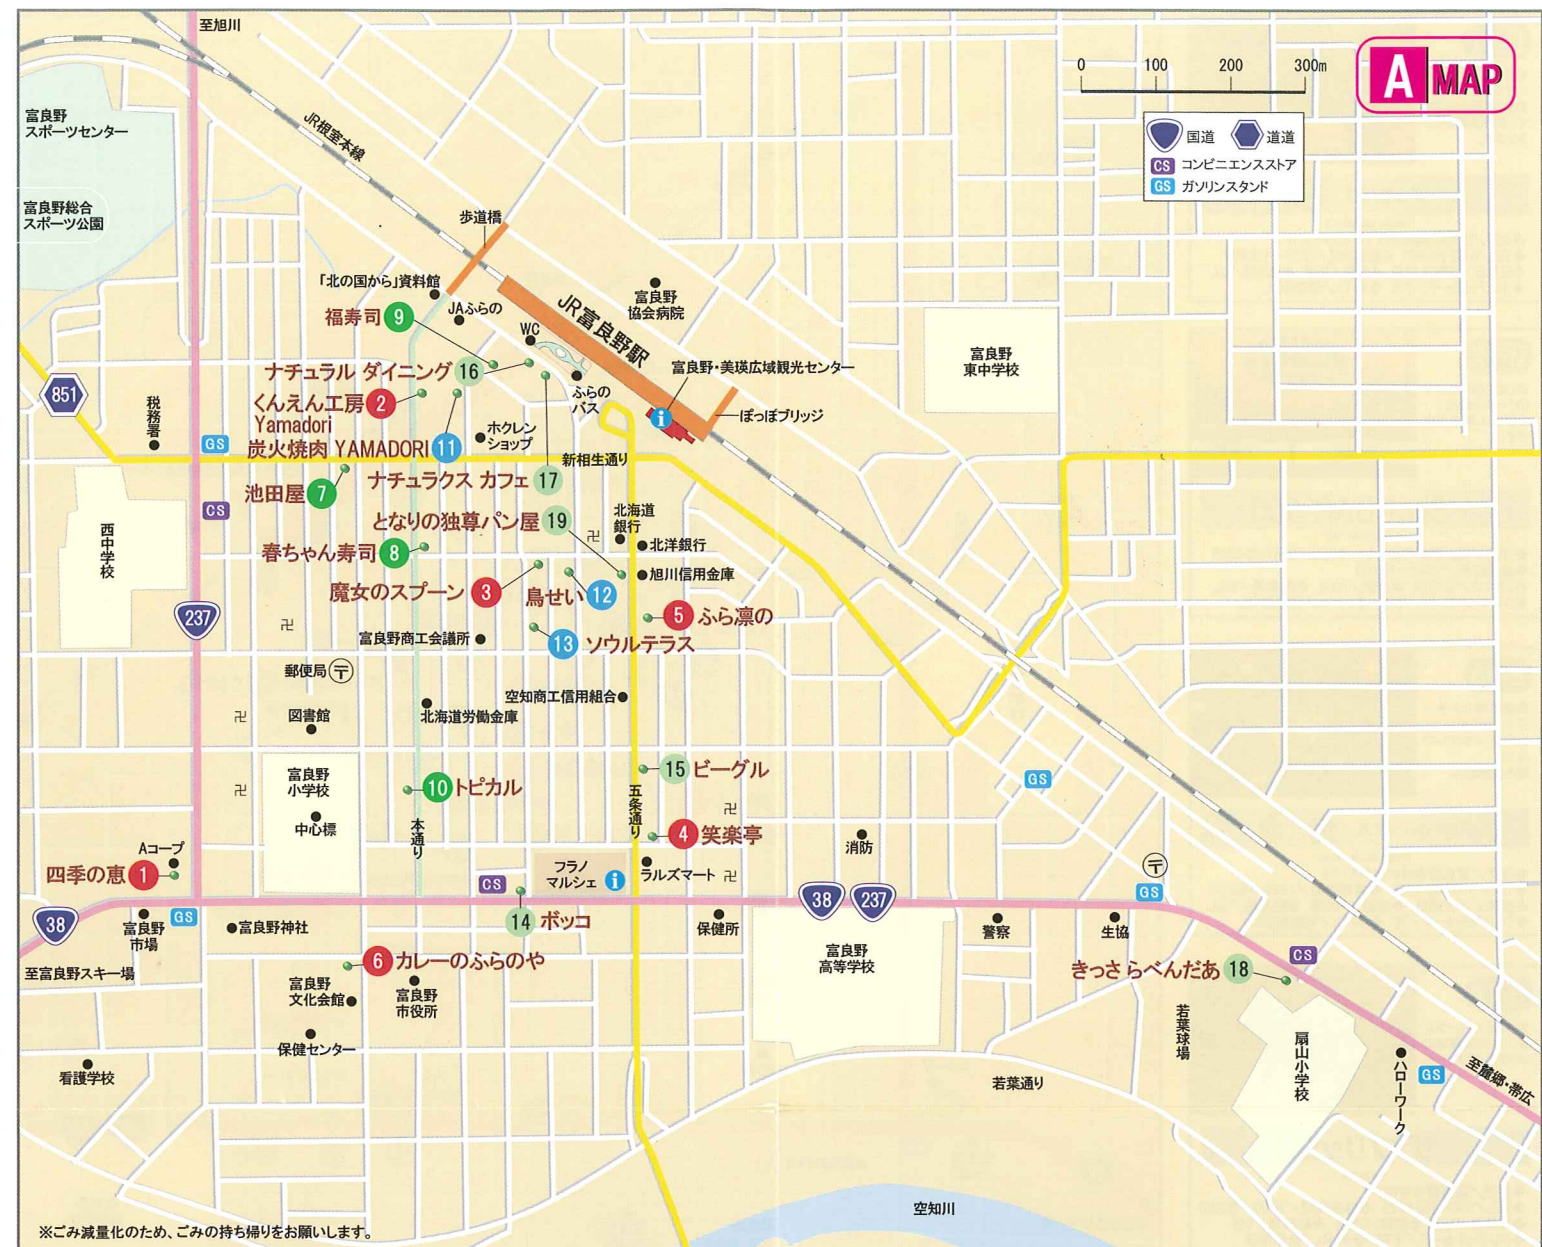 至旭川
A MAP
0 100 200 300m
国道 道道
CS コンビニエンスストア
GS ガソリンスタンド
富良野
スポーツセンター
JR根室本線
富良野総合
スポーツ公園
歩道橋
「北の国から」資料館
福寿司 9
JAふらの
WC
JR富良野駅
富良野
協会病院
富良野・美瑛広域観光センター
富良野
東中学校
ナチュラル ダイニング 16
851
くんえん工房 2
Yamadori
ふらの
バス
ぽっぽブリッジ
税務署
GS
炭火焼肉 YAMADORI 11
ホクレン
ショップ
新相生通り
池田屋 7
ナチュラクス カフェ 17
CS
となりの独尊パン屋 19
卍
北海道
銀行
北洋銀行
西中学校
春ちゃん寿司 8
旭川信用金庫
魔女のスプーン 3
鳥せい 12
5 ふら凛の
237
卍
富良野商工会議所
13 ソウルテラス
郵便局 〒
空知商工信用組合
卍
図書館
北海道労働金庫
富良野
小学校
卍
中心標
10 トピカル
本通り
15 ビーグル
五条通り
卍
GS
4 笑楽亭
消防
Aコープ
四季の恵 1
フラノ
マルシェ
ラルズマート 卍
CS
〒
GS
38
富良野
市場
GS
富良野神社
14 ボッコ
保健所
38 237
警察
生協
至富良野スキー場
6 カレーのふらのや
富良野
文化会館
富良野
市役所
富良野
高等学校
CS
きっさ らべんだあ 18
保健センター
看護学校
若葉球場
扇山小学校
ハローワーク
GS
若葉通り
至麓郷・帯広
空知川
※ごみ減量化のため、ごみの持ち帰りをお願いします。